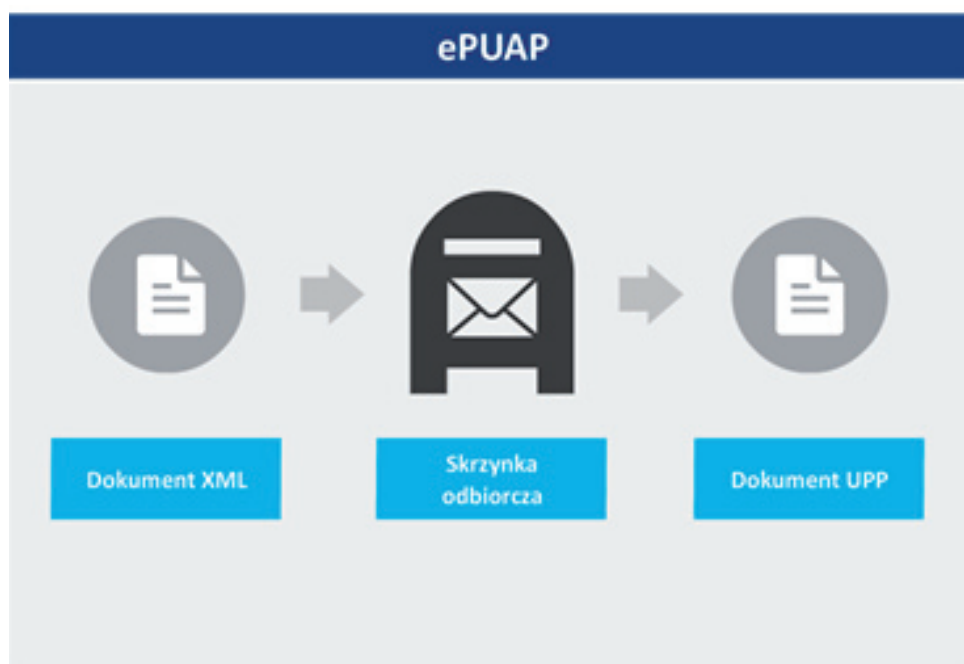 ePUAP
Dokument XML
Skrzynka
odbiorcza
Dokument UPP